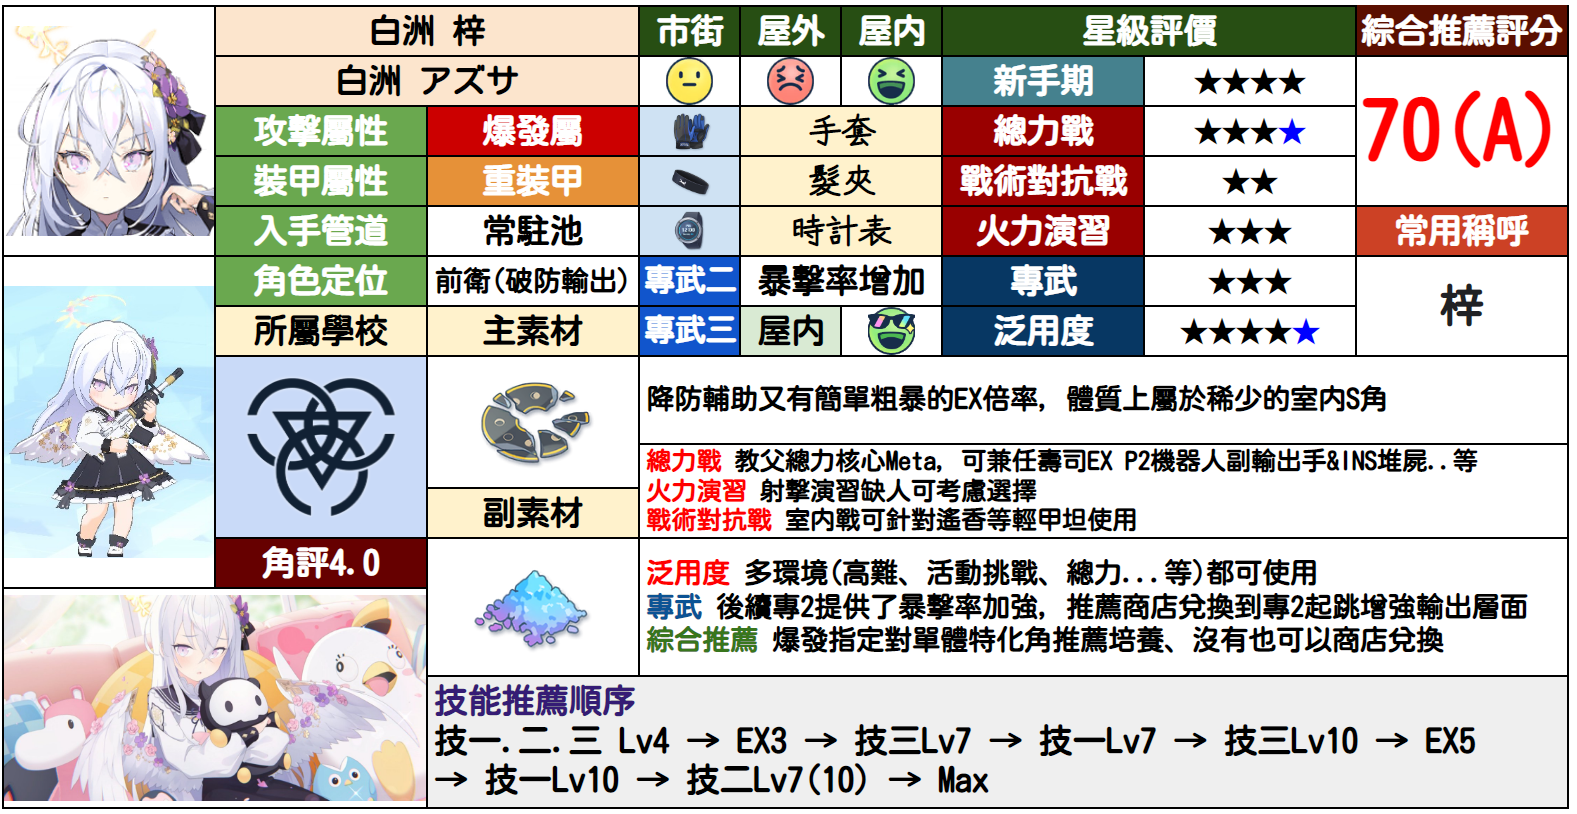 白洲 梓
市街
屋外
屋内
星級評價
綜合推薦評分
白洲 アズサ
新手期
★★★★
70(A)
攻擊屬性
爆發屬
手套
總力戰
★★★★
裝甲屬性
重裝甲
髮夾
戰術對抗戰
★★
入手管道
常駐池
時計表
火力演習
★★★
常用稱呼
角色定位
前衛(破防輸出)
專武二
暴擊率增加
專武
★★★
梓
所屬學校
主素材
專武三
屋内
泛用度
★★★★★
降防輔助又有簡單粗暴的EX倍率, 體質上屬於稀少的室内S角
總力戰 教父總力核心Meta, 可兼任壽司EX P2機器人副輸出手&INS堆屍..等
火力演習 射擊演習缺人可考慮選擇
戰術對抗戰 室内戰可針對遙香等輕甲坦使用
副素材
角評4.0
泛用度 多環境(高難、活動挑戰、總力...等)都可使用
專武 後續專2提供了暴擊率加強, 推薦商店兌換到專2起跳增強輸出層面
綜合推薦 爆發指定對單體特化角推薦培養、沒有也可以商店兌換
技能推薦順序
技一.二.三 Lv4 → EX3 → 技三Lv7 → 技一Lv7 → 技三Lv10 → EX5
→ 技一Lv10 → 技二Lv7(10) → Max